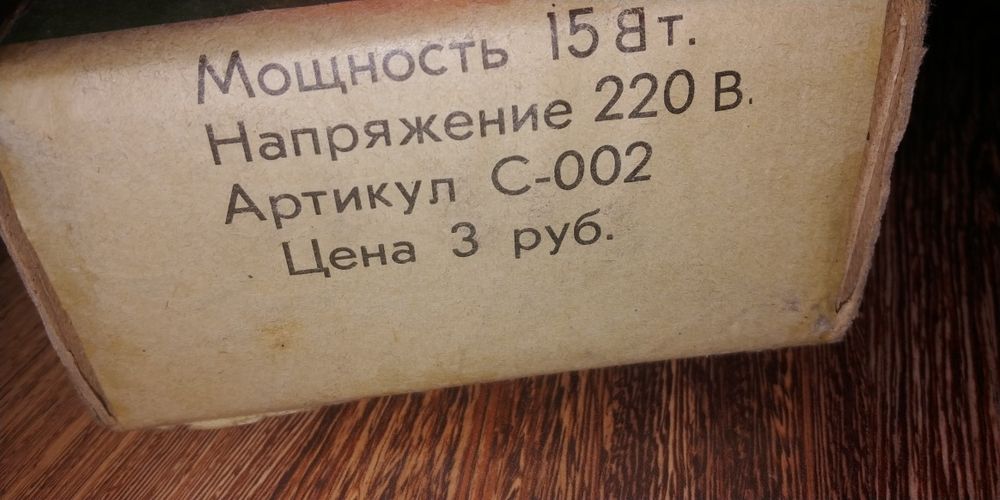 Мощность 15 Вт.
Напряжение 220 В.
Артикул С-002
Цена 3 руб.